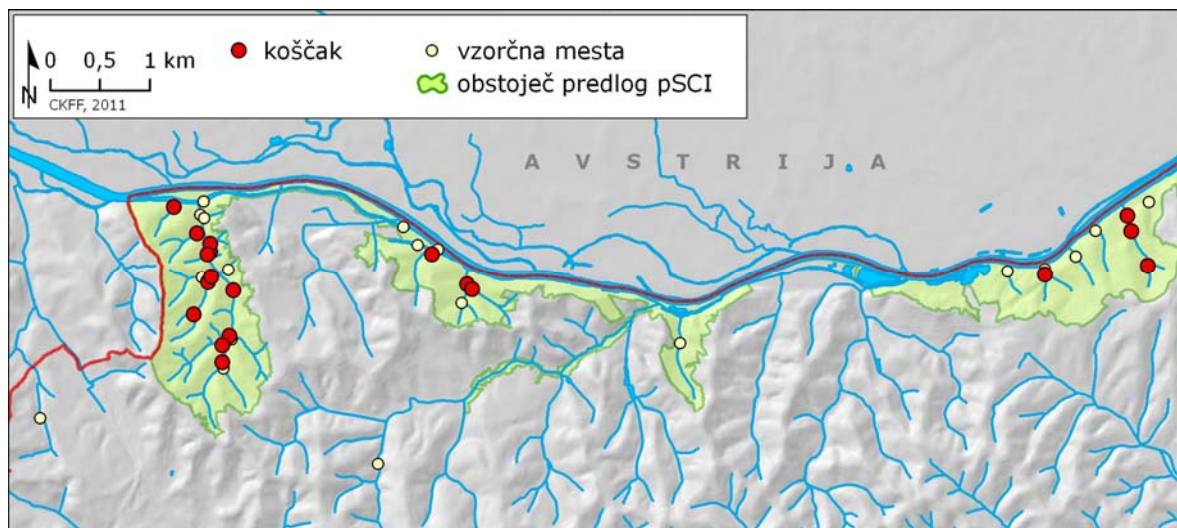 0 0,5 1 km
N
CKFF, 2011
koščak
vzorčna mesta
obstoječ predlog pSCI
A V S T R I J A